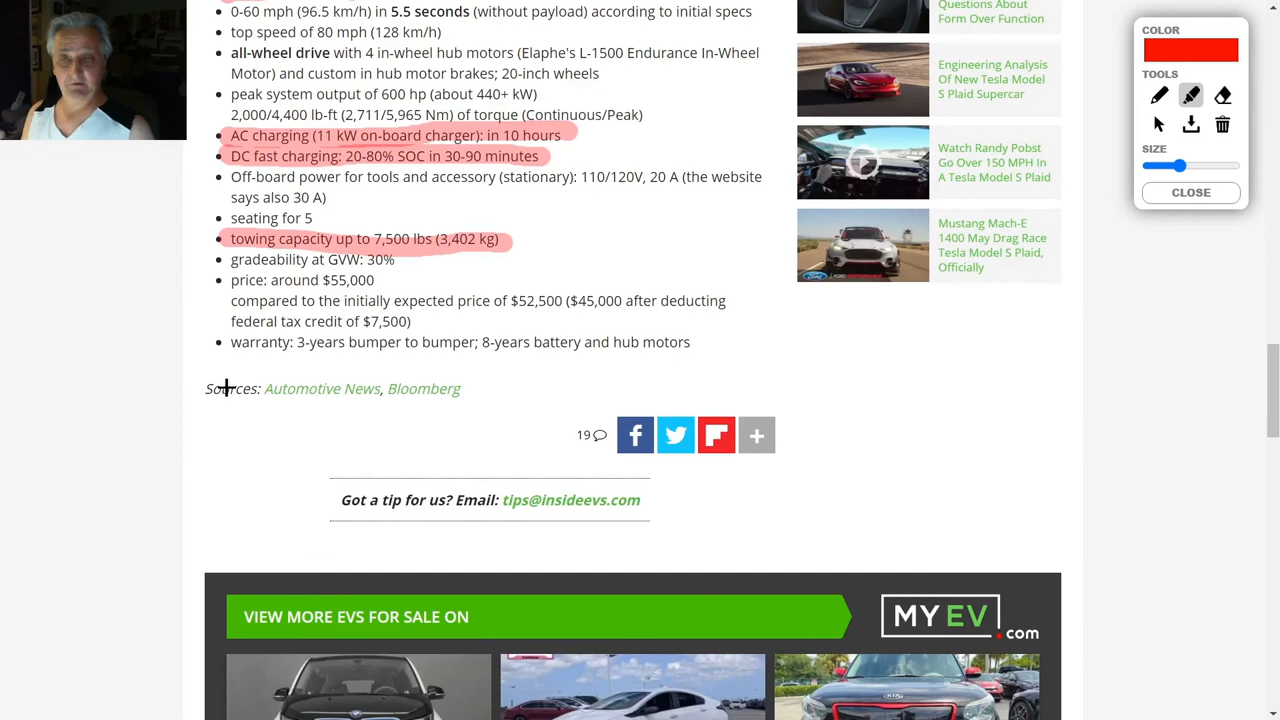 0-60 mph (96.5 km/h) in 5.5 seconds (without payload) according to initial specs
top speed of 80 mph (128 km/h)
all-wheel drive with 4 in-wheel hub motors (Elaphe's L-1500 Endurance In-Wheel
Motor) and custom in hub motor brakes; 20-inch wheels
peak system output of 600 hp (about 440+ kW)
2,000/4,400 lb-ft (2,711/5,965 Nm) of torque (Continuous/Peak)
AC charging (11 kW on-board charger): in 10 hours
DC fast charging: 20-80% SOC in 30-90 minutes
Off-board power for tools and accessory (stationary): 110/120V, 20 A (the website
says also 30 A)
seating for 5
towing capacity up to 7,500 lbs (3,402 kg)
gradeability at GVW: 30%
price: around $55,000
compared to the initially expected price of $52,500 ($45,000 after deducting
federal tax credit of $7,500)
warranty: 3-years bumper to bumper; 8-years battery and hub motors
Sources: Automotive News, Bloomberg
19
Got a tip for us? Email: tips@insideevs.com
VIEW MORE EVS FOR SALE ON
MYEV
.com
Questions About
Form Over Function
Engineering Analysis
Of New Tesla Model
S Plaid Supercar
Watch Randy Pobst
Go Over 150 MPH In
A Tesla Model S Plaid
Mustang Mach-E
1400 May Drag Race
Tesla Model S Plaid,
Officially
COLOR
TOOLS
SIZE
CLOSE